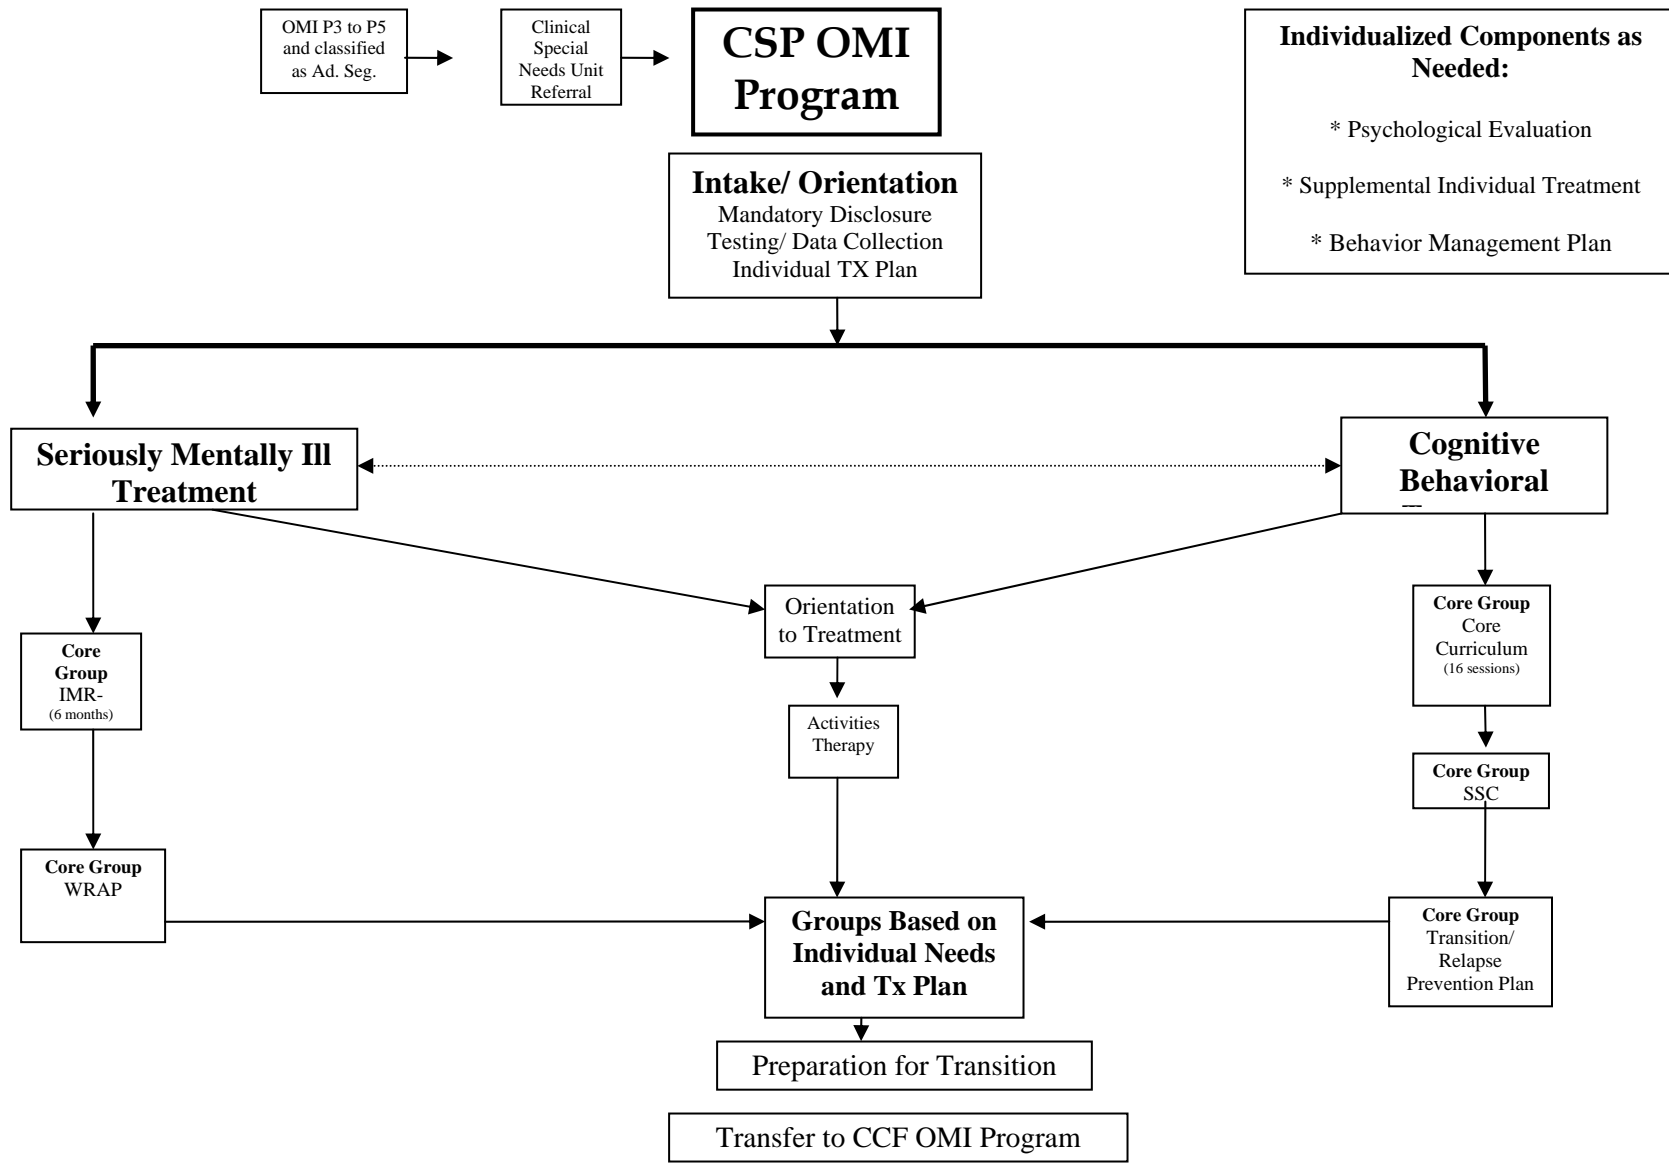 OMI P3 to P5
and classified
as Ad. Seg.
Clinical
Special
Needs Unit
Referral
CSP OMI
Program
Individualized Components as
Needed:
* Psychological Evaluation
* Supplemental Individual Treatment
* Behavior Management Plan
Intake/ Orientation
Mandatory Disclosure
Testing/ Data Collection
Individual TX Plan
Seriously Mentally Ill
Treatment
Cognitive
Behavioral
Orientation
to Treatment
Core
Group
IMR-
(6 months)
Core Group
Core
Curriculum
(16 sessions)
Activities
Therapy
Core Group
SSC
Core Group
WRAP
Groups Based on
Individual Needs
and Tx Plan
Core Group
Transition/
Relapse
Prevention Plan
Preparation for Transition
Transfer to CCF OMI Program